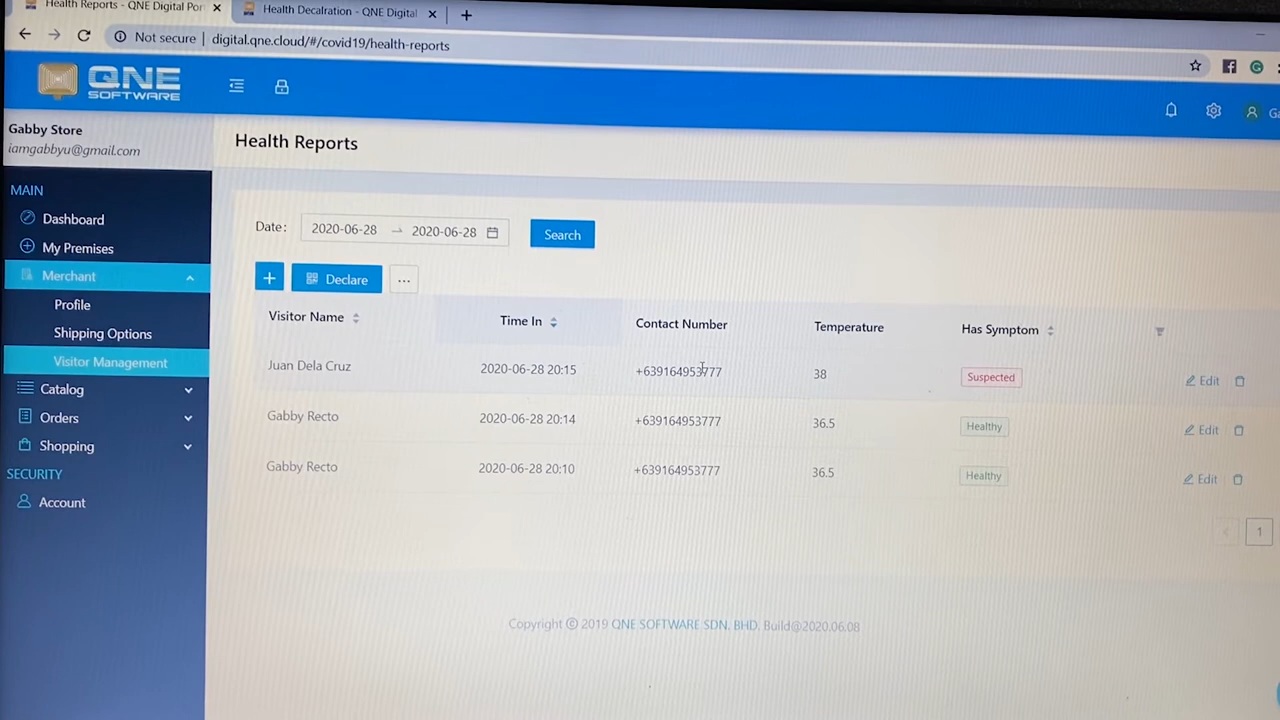 Health Reports - QNE Digital Por
Health Decalration - QNE Digital
Not secure | digital.qne.cloud/#/covid19/health-reports
QNE
SOFTWARE
Gabby Store
iamgabbyu@gmail.com
Health Reports
MAIN
Dashboard
My Premises
Merchant
Profile
Shipping Options
Visitor Management
Catalog
Orders
Shopping
SECURITY
Account
Date: 2020-06-28 → 2020-06-28 Search
+ Declare ...
Visitor Name Time In Contact Number Temperature Has Symptom
Juan Dela Cruz 2020-06-28 20:15 +639164953777 38 Suspected Edit
Gabby Recto 2020-06-28 20:14 +639164953777 36.5 Healthy Edit
Gabby Recto 2020-06-28 20:10 +639164953777 36.5 Healthy Edit
< 1
Copyright © 2019 QNE SOFTWARE SDN. BHD. Build@2020.06.08